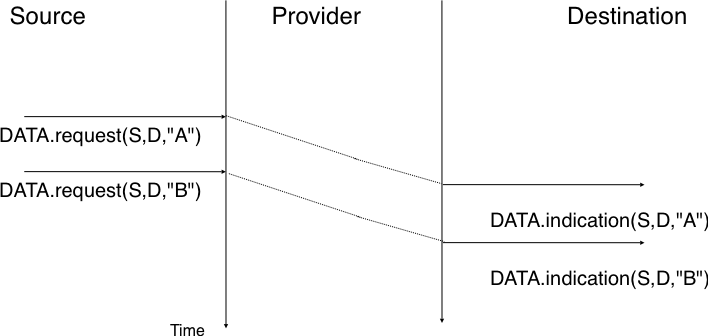 Source
Provider
Destination
DATA.request(S,D,"A")
DATA.request(S,D,"B")
DATA.indication(S,D,"A")
DATA.indication(S,D,"B")
Time